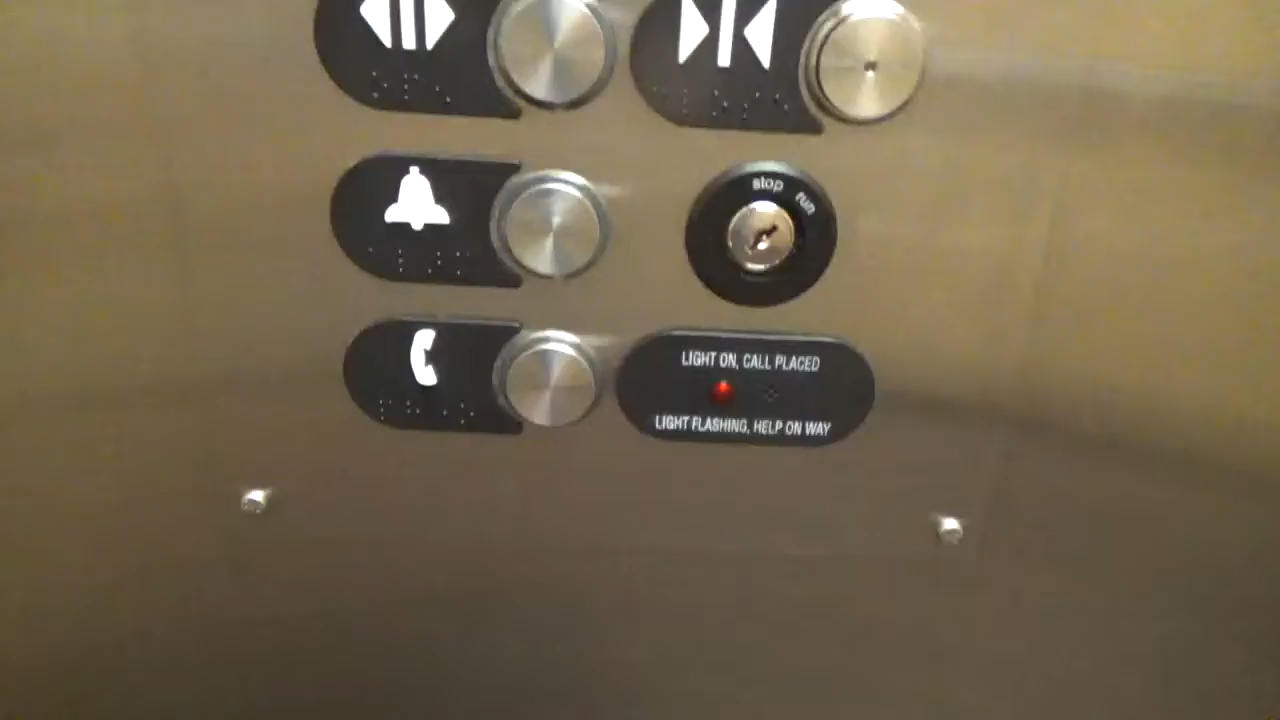 stop
run
LIGHT ON, CALL PLACED
LIGHT FLASHING, HELP ON WAY